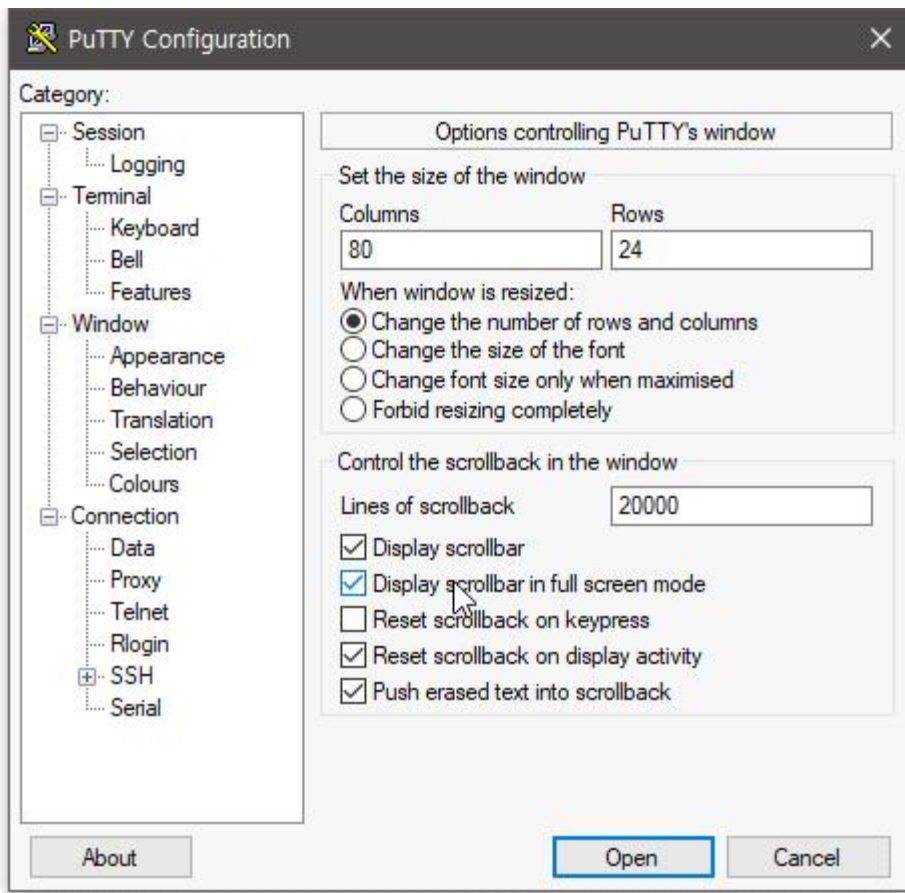 PuTTY Configuration
Category:
Session
Logging
Terminal
Keyboard
Bell
Features
Window
Appearance
Behaviour
Translation
Selection
Colours
Connection
Data
Proxy
Telnet
Rlogin
SSH
Serial
Options controlling PuTTY's window
Set the size of the window
Columns Rows
80 24
When window is resized:
Change the number of rows and columns
Change the size of the font
Change font size only when maximised
Forbid resizing completely
Control the scrollback in the window
Lines of scrollback 20000
Display scrollbar
Display scrollbar in full screen mode
Reset scrollback on keypress
Reset scrollback on display activity
Push erased text into scrollback
About Open Cancel